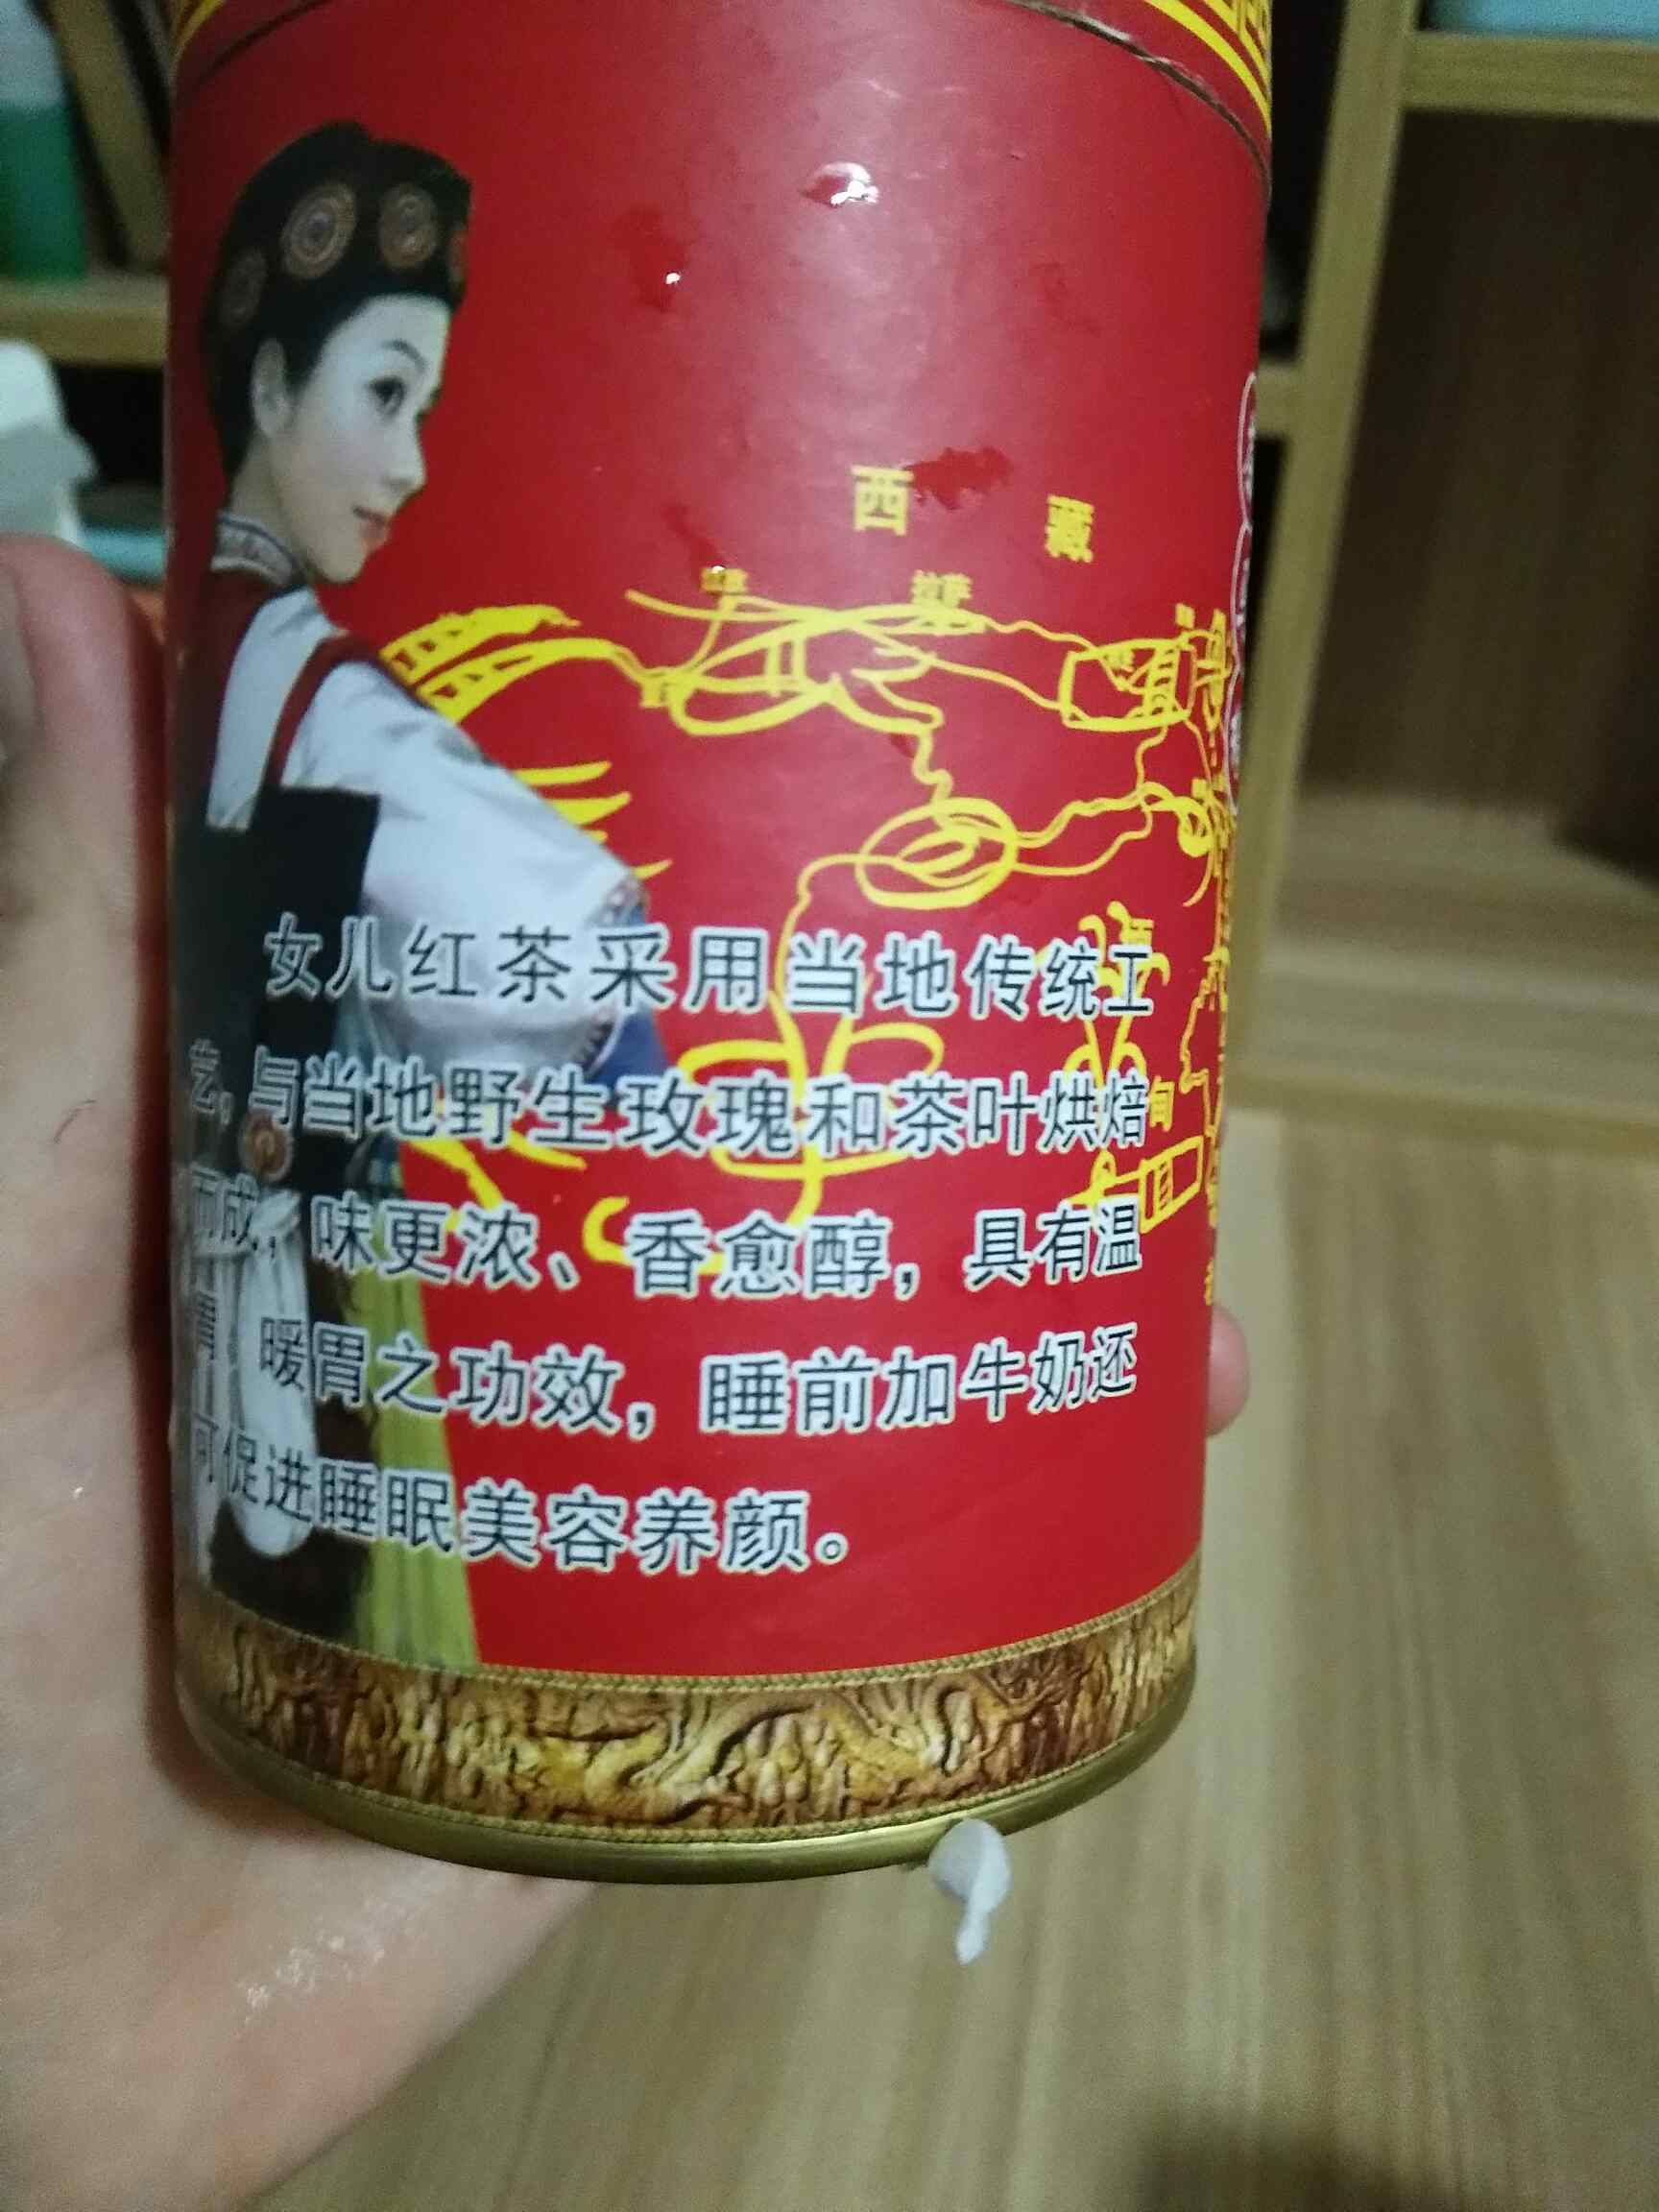 西 藏
拉萨
女儿红茶采用当地传统工
艺,与当地野生玫瑰和茶叶烘焙
而成,味更浓、香愈醇,具有温
胃、暖胃之功效,睡前加牛奶还
可促进睡眠美容养颜。